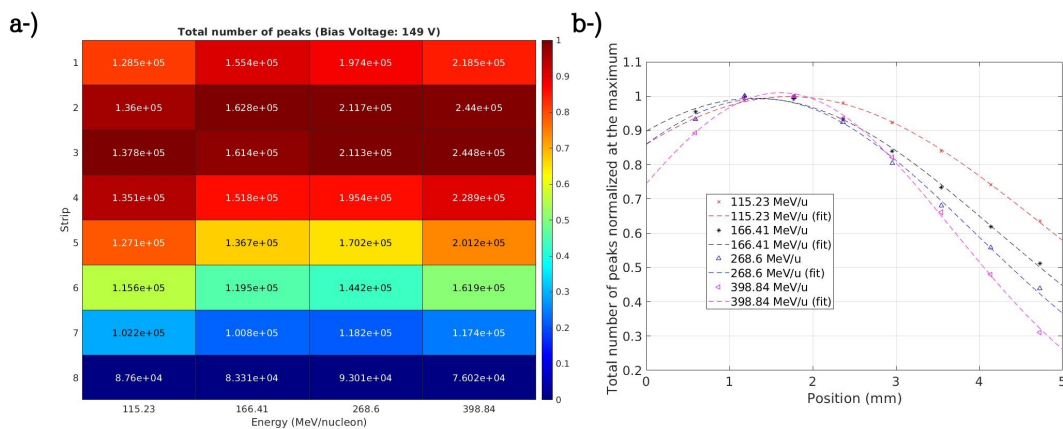 a-)
Total number of peaks (Bias Voltage: 149 V)
Strip
1 1.285e+05 1.554e+05 1.974e+05 2.185e+05
2 1.36e+05 1.628e+05 2.117e+05 2.44e+05
3 1.378e+05 1.614e+05 2.113e+05 2.448e+05
4 1.351e+05 1.518e+05 1.954e+05 2.289e+05
5 1.271e+05 1.367e+05 1.702e+05 2.012e+05
6 1.156e+05 1.195e+05 1.442e+05 1.619e+05
7 1.022e+05 1.008e+05 1.182e+05 1.174e+05
8 8.76e+04 8.331e+04 9.301e+04 7.602e+04
115.23 166.41 268.6 398.84
Energy (MeV/nucleon)
1
0.9
0.8
0.7
0.6
0.5
0.4
0.3
0.2
0.1
0
b-)
Total number of peaks normalized at the maximum
1.1
1
0.9
0.8
0.7
0.6
0.5
0.4
0.3
0.2
115.23 MeV/u
115.23 MeV/u (fit)
166.41 MeV/u
166.41 MeV/u (fit)
268.6 MeV/u
268.6 MeV/u (fit)
398.84 MeV/u
398.84 MeV/u (fit)
0 1 2 3 4 5
Position (mm)